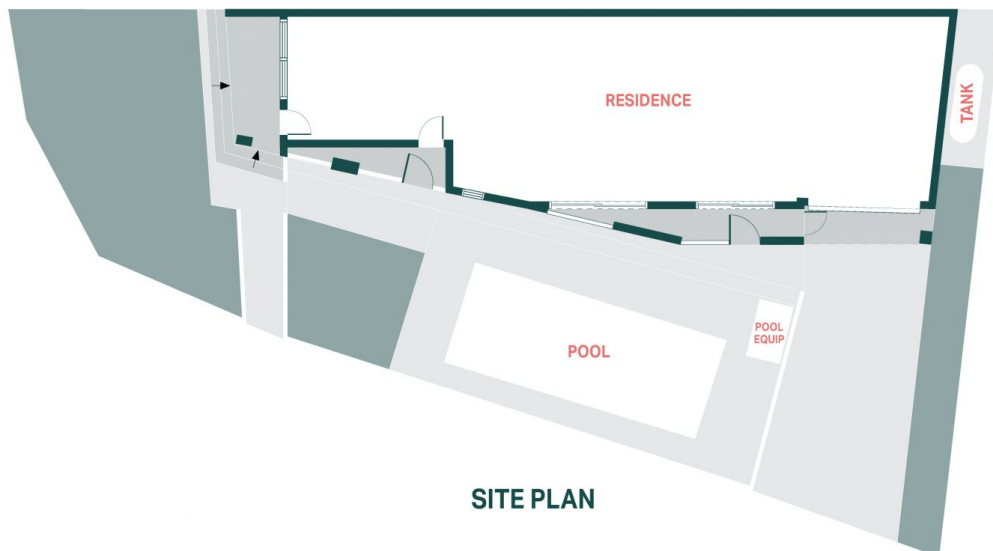 RESIDENCE
TANK
POOL
POOL
EQUIP
SITE PLAN